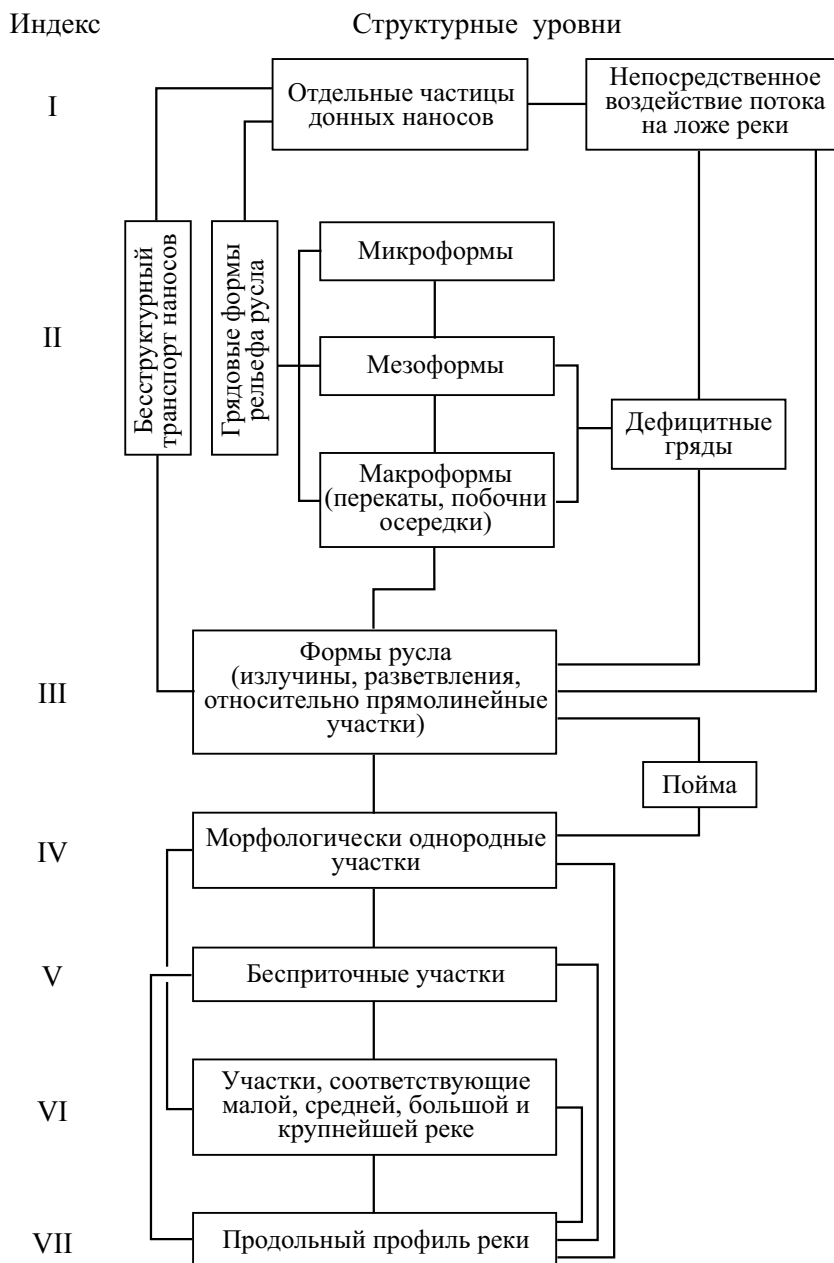 Индекс
Структурные уровни
I
Отдельные частицы
донных наносов
Непосредственное
воздействие потока
на ложе реки
II
Бесструктурный
транспорт наносов
Грядовые формы
рельефа русла
Микроформы
Мезоформы
Макроформы
(перекаты, побочни
осередки)
Дефицитные
гряды
III
Формы русла
(излучины, разветвления,
относительно прямолинейные
участки)
Пойма
IV
Морфологически однородные
участки
V
Бесприточные участки
VI
Участки, соответствующие
малой, средней, большой и
крупнейшей реке
VII
Продольный профиль реки